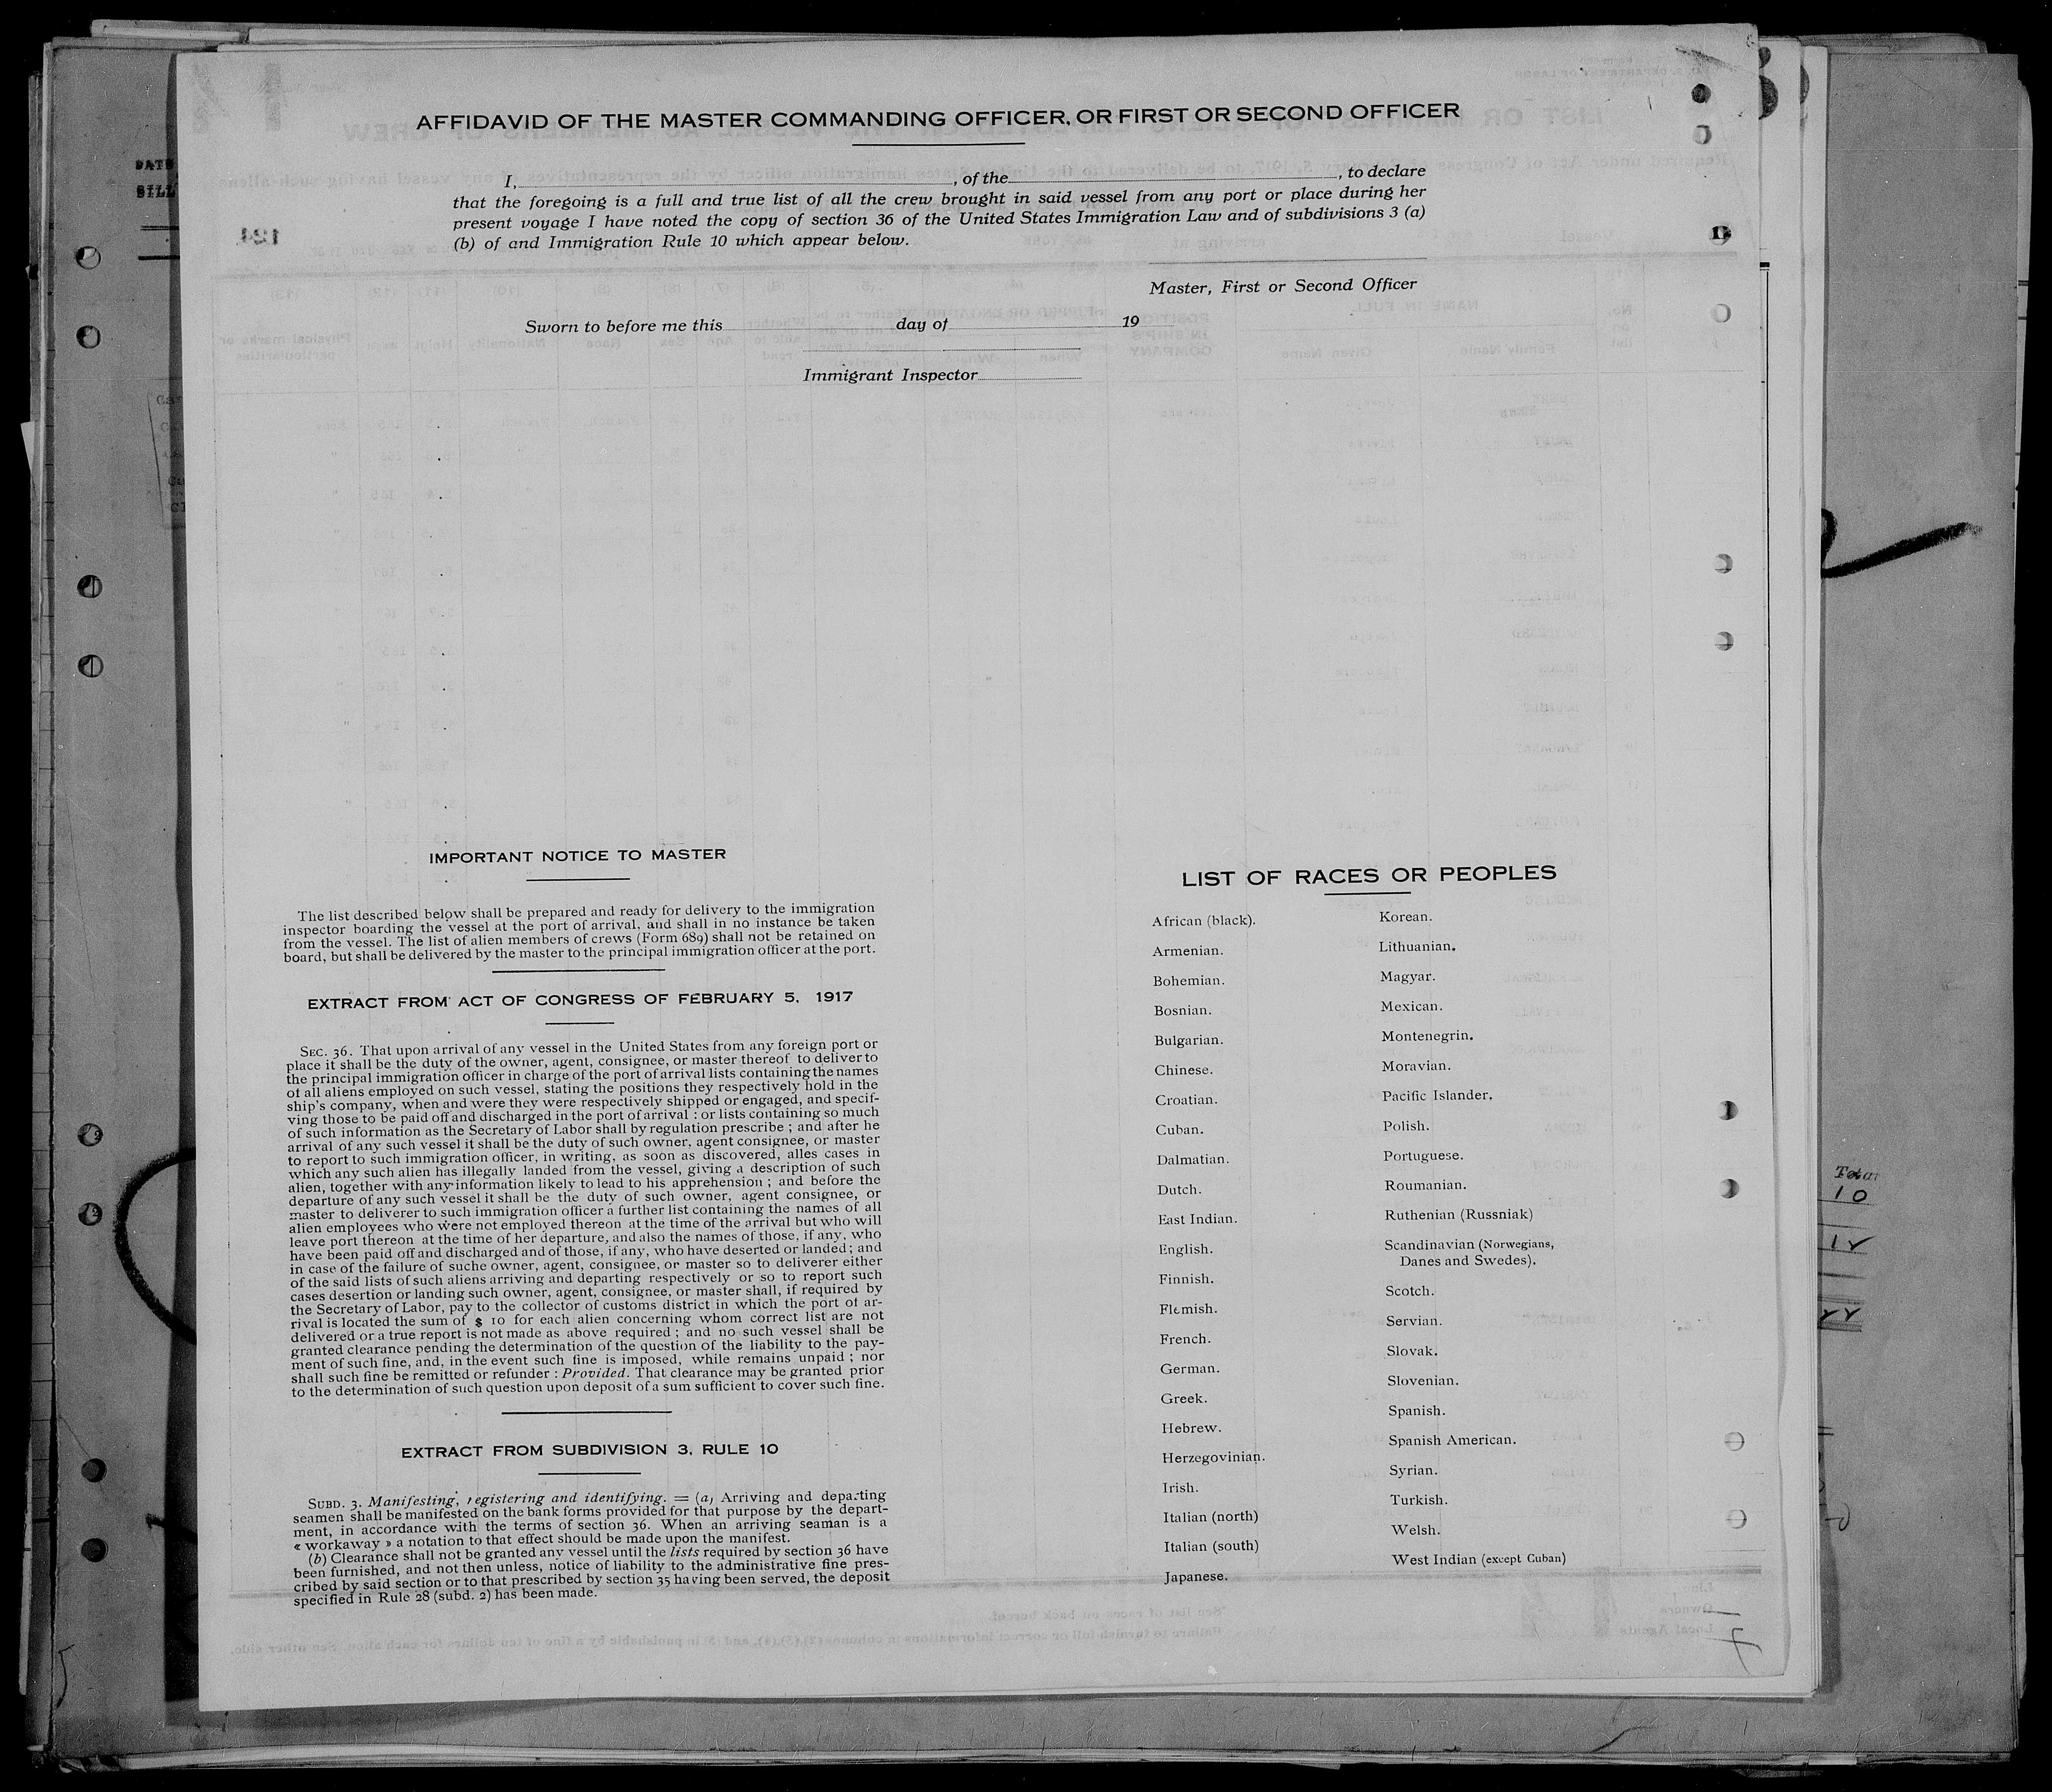 AFFIDAVID OF THE MASTER COMMANDING OFFICER, OR FIRST OR SECOND OFFICER
I, , of the , to declare
that the foregoing is a full and true list of all the crew brought in said vessel from any port or place during her
present voyage I have noted the copy of section 36 of the United States Immigration Law and of subdivisions 3 (a)
(b) of and Immigration Rule 10 which appear below.
Master, First or Second Officer
Sworn to before me this day of 19
Immigrant Inspector
IMPORTANT NOTICE TO MASTER
The list described below shall be prepared and ready for delivery to the immigration
inspector boarding the vessel at the port of arrival, and shall in no instance be taken
from the vessel. The list of alien members of crews (Form 689) shall not be retained on
board, but shall be delivered by the master to the principal immigration officer at the port.
EXTRACT FROM ACT OF CONGRESS OF FEBRUARY 5, 1917
SEC. 36. That upon arrival of any vessel in the United States from any foreign port or
place it shall be the duty of the owner, agent, consignee, or master thereof to deliver to
the principal immigration officer in charge of the port of arrival lists containing the names
of all aliens employed on such vessel, stating the positions they respectively hold in the
ship's company, when and were they were respectively shipped or engaged, and specif-
ving those to be paid off and discharged in the port of arrival : or lists containing so much
of such information as the Secretary of Labor shall by regulation prescribe ; and after he
arrival of any such vessel it shall be the duty of such owner, agent consignee, or master
to report to such immigration officer, in writing, as soon as discovered, alles cases in
which any such alien has illegally landed from the vessel, giving a description of such
alien, together with any information likely to lead to his apprehension ; and before the
departure of any such vessel it shall be the duty of such owner, agent consignee, or
master to deliverer to such immigration officer a further list containing the names of all
alien employees who were not employed thereon at the time of the arrival but who will
leave port thereon at the time of her departure, and also the names of those, if any, who
have been paid off and discharged and of those, if any, who have deserted or landed ; and
in case of the failure of suche owner, agent, consignee, or master so to deliverer either
of the said lists of such aliens arriving and departing respectively or so to report such
cases desertion or landing such owner, agent, consignee, or master shall, if required by
the Secretary of Labor, pay to the collector of customs district in which the port of ar-
rival is located the sum of $ 10 for each alien concerning whom correct list are not
delivered or a true report is not made as above required ; and no such vessel shall be
granted clearance pending the determination of the question of the liability to the pay-
ment of such fine, and, in the event such fine is imposed, while remains unpaid ; nor
shall such fine be remitted or refunder : Provided. That clearance may be granted prior
to the determination of such question upon deposit of a sum sufficient to cover such fine.
EXTRACT FROM SUBDIVISION 3, RULE 10
SUBD. 3. Manifesting, registering and identifying. = (a) Arriving and departing
seamen shall be manifested on the bank forms provided for that purpose by the depart-
ment, in accordance with the terms of section 36. When an arriving seaman is a
« workaway » a notation to that effect should be made upon the manifest.
(b) Clearance shall not be granted any vessel until the lists required by section 36 have
been furnished, and not then unless, notice of liability to the administrative fine pres-
cribed by said section or to that prescribed by section 35 having been served, the deposit
specified in Rule 28 (subd. 2) has been made.
LIST OF RACES OR PEOPLES
African (black).
Armenian.
Bohemian.
Bosnian.
Bulgarian.
Chinese.
Croatian.
Cuban.
Dalmatian.
Dutch.
East Indian.
English.
Finnish.
Flemish.
French.
German.
Greek.
Hebrew.
Herzegovinian.
Irish.
Italian (north)
Italian (south)
Japanese.
Korean.
Lithuanian.
Magyar.
Mexican.
Montenegrin.
Moravian.
Pacific Islander.
Polish.
Portuguese.
Roumanian.
Ruthenian (Russniak)
Scandinavian (Norwegians,
Danes and Swedes).
Scotch.
Servian.
Slovak.
Slovenian.
Spanish.
Spanish American.
Syrian.
Turkish.
Welsh.
West Indian (except Cuban)
Total
10